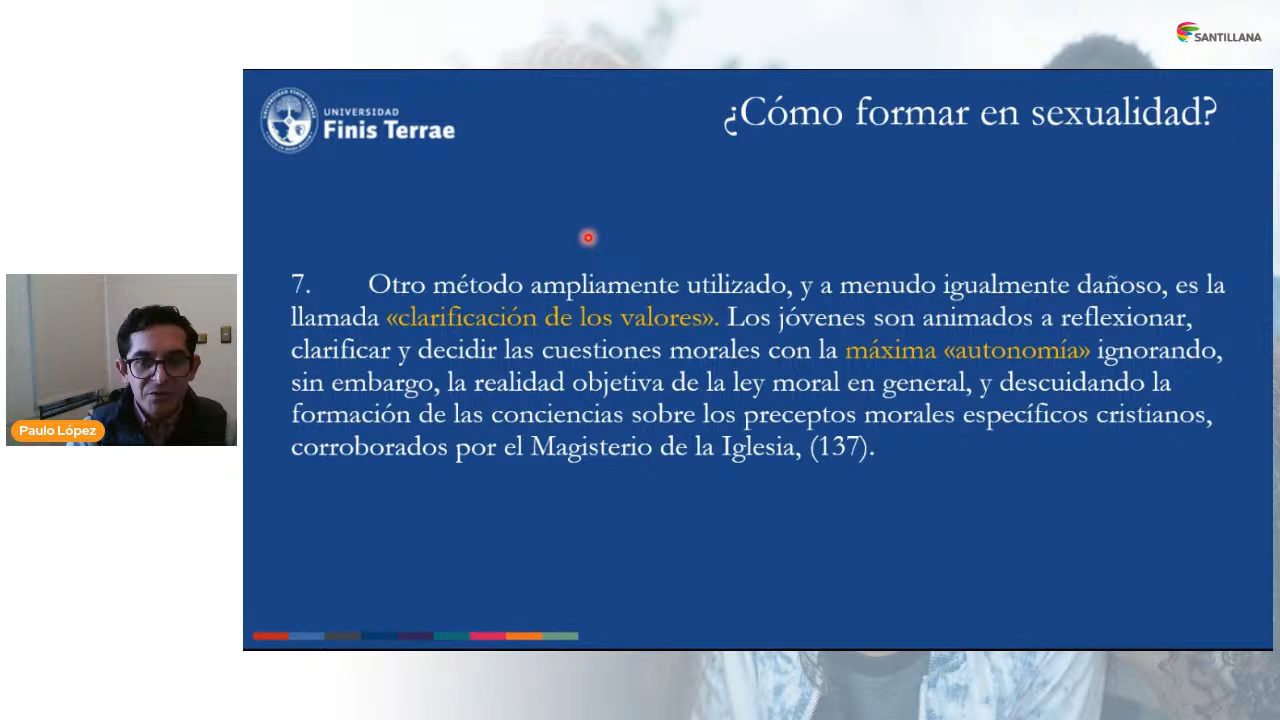 SANTILLANA
UNIVERSIDAD
Finis Terrae
¿Cómo formar en sexualidad?
7. Otro método ampliamente utilizado, y a menudo igualmente dañoso, es la
llamada «clarificación de los valores». Los jóvenes son animados a reflexionar,
clarificar y decidir las cuestiones morales con la máxima «autonomía» ignorando,
sin embargo, la realidad objetiva de la ley moral en general, y descuidando la
formación de las conciencias sobre los preceptos morales específicos cristianos,
corroborados por el Magisterio de la Iglesia, (137).
Paulo López